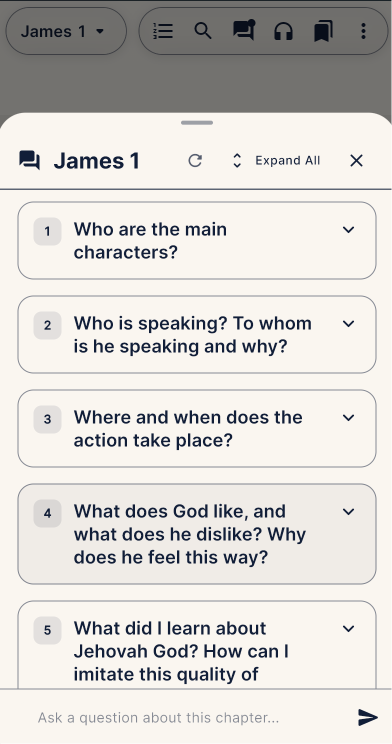 James 1
James 1
Expand All
1
Who are the main
characters?
2
Who is speaking? To whom
is he speaking and why?
3
Where and when does the
action take place?
4
What does God like, and
what does he dislike? Why
does he feel this way?
5
What did I learn about
Jehovah God? How can I
imitate this quality of
Ask a question about this chapter...